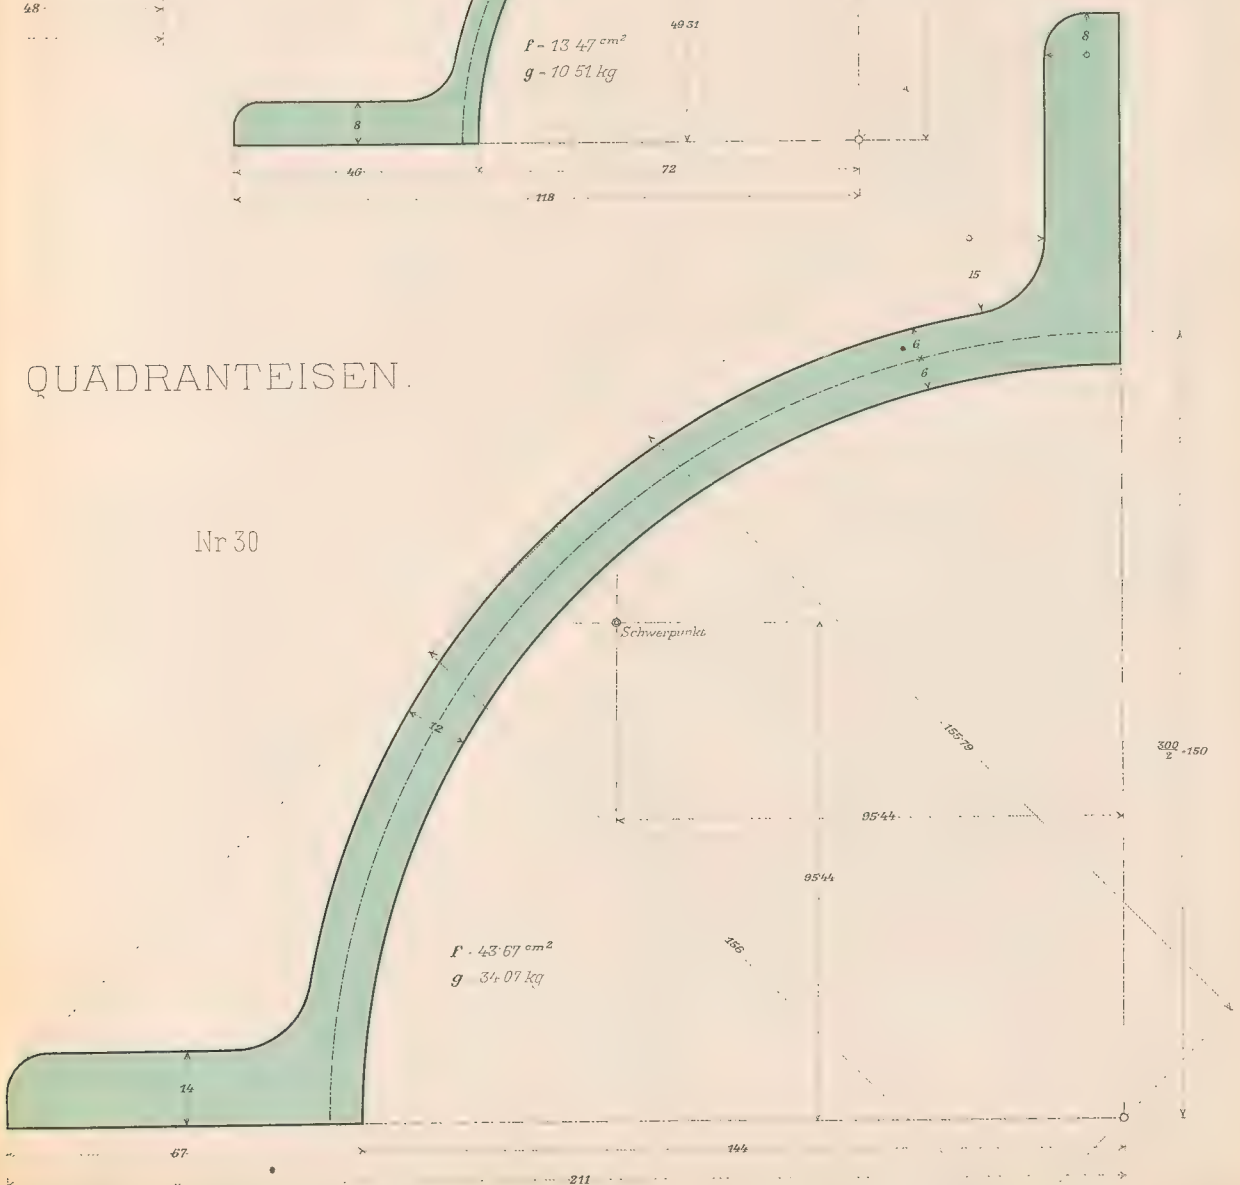 48
f = 13 47 cm²
g = 10 51 kg
49 31
8
8
46
72
118
15
6
6
QUADRANTEISEN.
Nr 30
Schwerpunkt
12
155·79
300/2 = 150
95·44
95·44
156
f 43·67 cm²
g 34 07 kg
14
67
144
211